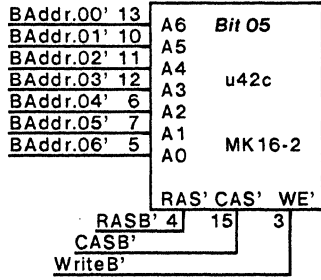 BAddr.00' 13 A6 Bit 05
BAddr.01' 10 A5
BAddr.02' 11 A4
BAddr.03' 12 A3 u42c
BAddr.04' 6 A2
BAddr.05' 7 A1 MK16-2
BAddr.06' 5 A0
RAS' CAS' WE'
RASB' 4 15 3
CASB'
WriteB'